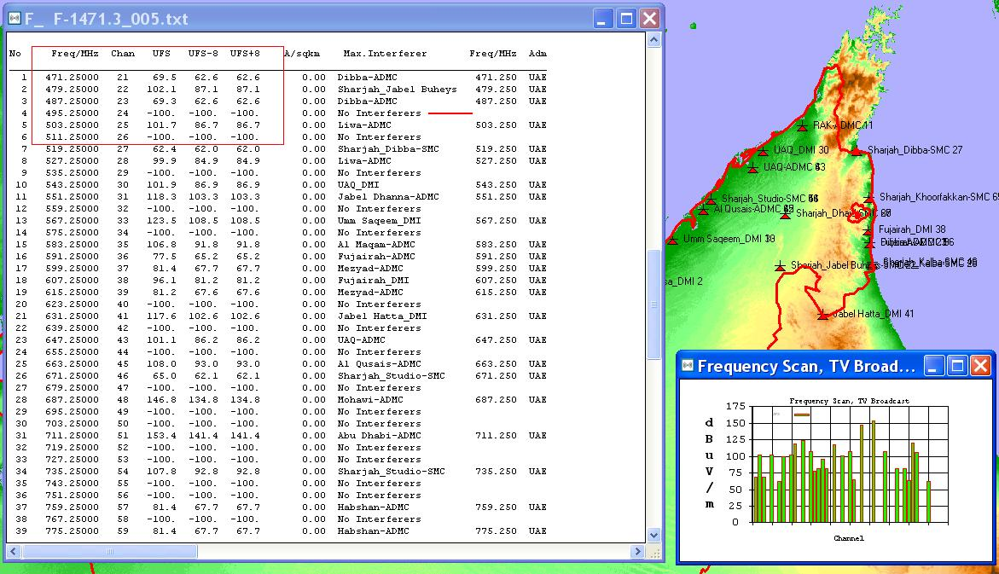 F_ F-1471.3_005.txt
No Freq/MHz Chan UFS UFS-8 UFS+8 A/sqkm Max.Interferer Freq/MHz Adm
1 471.25000 21 69.5 62.6 62.6 0.00 Dibba-ADMC 471.250 UAE
2 479.25000 22 102.1 87.1 87.1 0.00 Sharjah_Jabel Buheys 479.250 UAE
3 487.25000 23 69.3 62.6 62.6 0.00 Dibba-ADMC 487.250 UAE
4 495.25000 24 -100. -100. -100. 0.00 No Interferers
5 503.25000 25 101.7 86.7 86.7 0.00 Liwa-ADMC 503.250 UAE
6 511.25000 26 -100. -100. -100. 0.00 No Interferers
7 519.25000 27 62.4 62.0 62.0 0.00 Sharjah_Dibba-SMC 519.250 UAE
8 527.25000 28 99.9 84.9 84.9 0.00 Liwa-ADMC 527.250 UAE
9 535.25000 29 -100. -100. -100. 0.00 No Interferers
10 543.25000 30 101.9 86.9 86.9 0.00 UAQ_DMI 543.250 UAE
11 551.25000 31 118.3 103.3 103.3 0.00 Jabel Dhanna-ADMC 551.250 UAE
12 559.25000 32 -100. -100. -100. 0.00 No Interferers
13 567.25000 33 123.5 108.5 108.5 0.00 Umm Saqeem_DMI 567.250 UAE
14 575.25000 34 -100. -100. -100. 0.00 No Interferers
15 583.25000 35 106.8 91.8 91.8 0.00 Al Maqam-ADMC 583.250 UAE
16 591.25000 36 77.5 65.2 65.2 0.00 Fujairah-ADMC 591.250 UAE
17 599.25000 37 81.4 67.7 67.7 0.00 Mezyad-ADMC 599.250 UAE
18 607.25000 38 96.1 81.2 81.2 0.00 Fujairah_DMI 607.250 UAE
19 615.25000 39 81.2 67.6 67.6 0.00 Mezyad-ADMC 615.250 UAE
20 623.25000 40 -100. -100. -100. 0.00 No Interferers
21 631.25000 41 117.6 102.6 102.6 0.00 Jabel Hatta_DMI 631.250 UAE
22 639.25000 42 -100. -100. -100. 0.00 No Interferers
23 647.25000 43 101.1 86.2 86.2 0.00 UAQ-ADMC 647.250 UAE
24 655.25000 44 -100. -100. -100. 0.00 No Interferers
25 663.25000 45 108.0 93.0 93.0 0.00 Al Qusais-ADMC 663.250 UAE
26 671.25000 46 65.0 62.1 62.1 0.00 Sharjah_Studio-SMC 671.250 UAE
27 679.25000 47 -100. -100. -100. 0.00 No Interferers
28 687.25000 48 146.8 134.8 134.8 0.00 Mohawi-ADMC 687.250 UAE
29 695.25000 49 -100. -100. -100. 0.00 No Interferers
30 703.25000 50 -100. -100. -100. 0.00 No Interferers
31 711.25000 51 153.4 141.4 141.4 0.00 Abu Dhabi-ADMC 711.250 UAE
32 719.25000 52 -100. -100. -100. 0.00 No Interferers
33 727.25000 53 -100. -100. -100. 0.00 No Interferers
34 735.25000 54 107.8 92.8 92.8 0.00 Sharjah_Studio-SMC 735.250 UAE
35 743.25000 55 -100. -100. -100. 0.00 No Interferers
36 751.25000 56 -100. -100. -100. 0.00 No Interferers
37 759.25000 57 81.4 67.7 67.7 0.00 Habshan-ADMC 759.250 UAE
38 767.25000 58 -100. -100. -100. 0.00 No Interferers
39 775.25000 59 81.4 67.7 67.7 0.00 Habshan-ADMC 775.250 UAE
RAK-ADMC 11
UAQ_DMI 30
Sharjah_Dibba-SMC 27
UAQ-ADMC
Sharjah_Studio-SMC
Sharjah_Khoorfakkan-SMC
Al Qusais-ADMC
Sharjah_Dhaid-SMC
Fujairah_DMI 38
Umm Saqeem_DMI
Sharjah_Kalba-SMC
Sharjah_Jabel Buheys-SMC
sa_DMI 2
Jabel Hatta_DMI 41
Frequency Scan, TV Broad...
Frequency Scan, TV Broadcast
dBuV/m
175
150
125
100
75
50
25
0
Channel